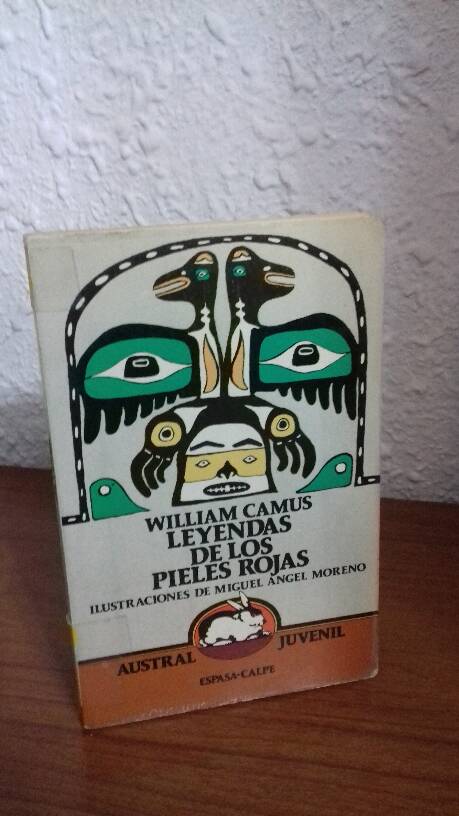 WILLIAM CAMUS
LEYENDAS
DE LOS
PIELES ROJAS
ILUSTRACIONES DE MIGUEL ÁNGEL MORENO
AUSTRAL JUVENIL
ESPASA-CALPE